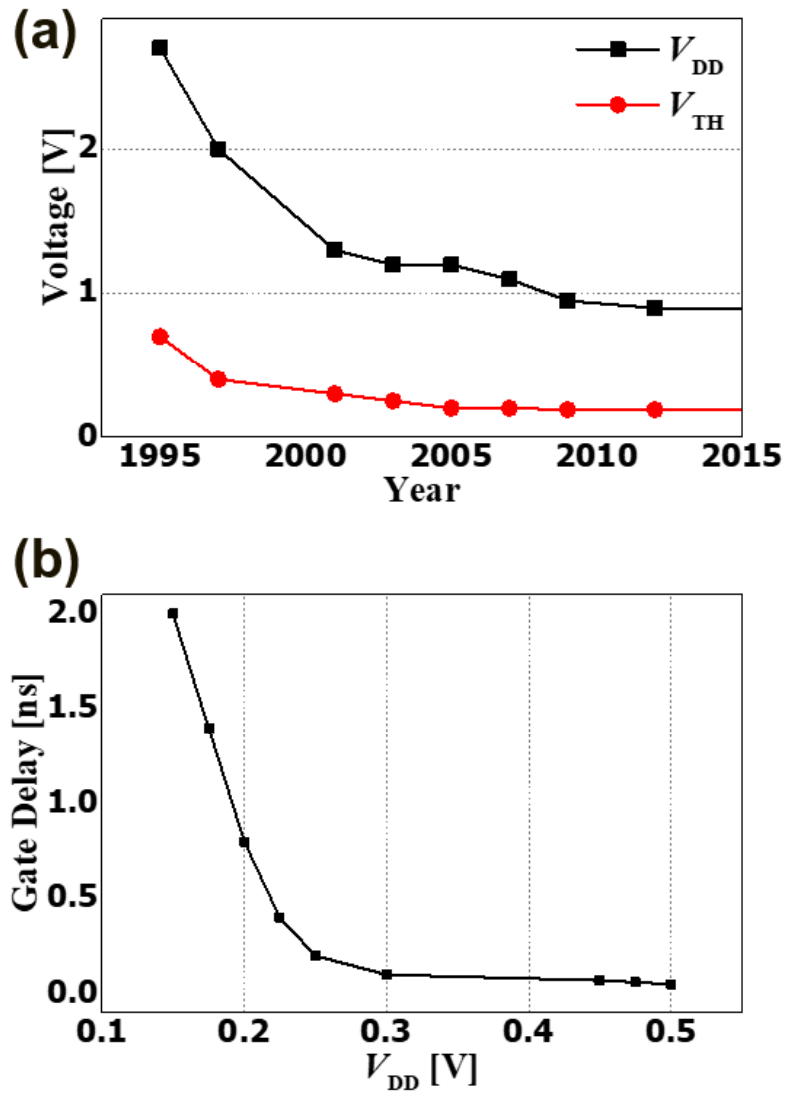 (a)
V_DD
V_TH
Voltage [V]
2
1
0
1995 2000 2005 2010 2015
Year
(b)
Gate Delay [ns]
2.0
1.5
1.0
0.5
0.0
0.1 0.2 0.3 0.4 0.5
V_DD [V]